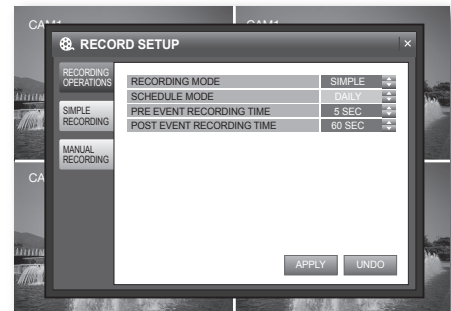 CAM1
CAM1
RECORD SETUP
×
RECORDING
OPERATIONS
SIMPLE
RECORDING
MANUAL
RECORDING
RECORDING MODE SIMPLE
SCHEDULE MODE DAILY
PRE EVENT RECORDING TIME 5 SEC
POST EVENT RECORDING TIME 60 SEC
CA
APPLY UNDO